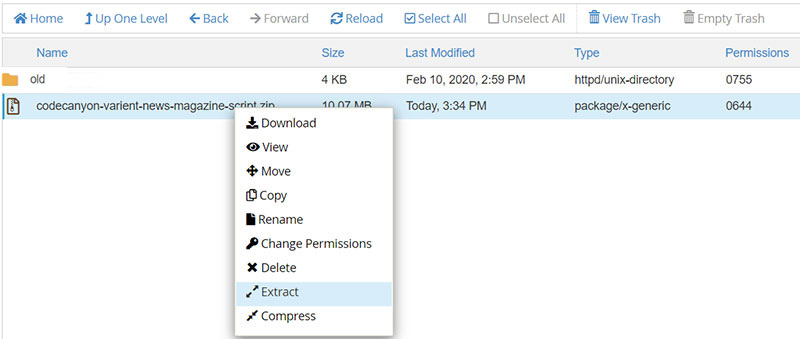 Home Up One Level Back Forward Reload Select All Unselect All View Trash Empty Trash
Name Size Last Modified Type Permissions
old 4 KB Feb 10, 2020, 2:59 PM httpd/unix-directory 0755
codecanyon-varient-news-magazine-script.zip 10.07 MB Today, 3:34 PM package/x-generic 0644
Download
View
Move
Copy
Rename
Change Permissions
Delete
Extract
Compress